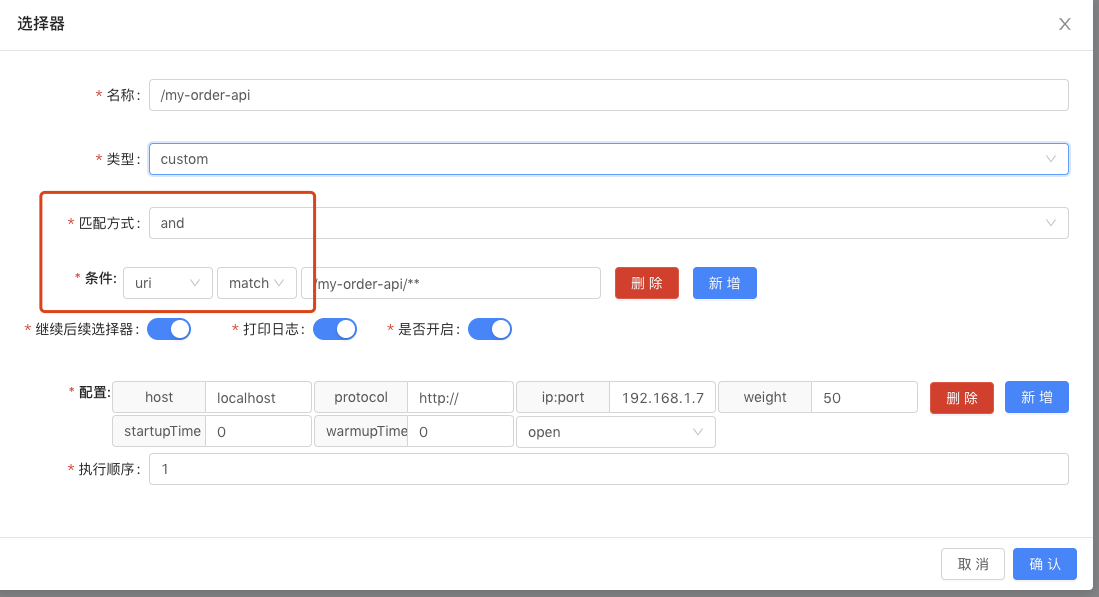 选择器
* 名称: /my-order-api
* 类型: custom
* 匹配方式: and
* 条件: uri match /my-order-api/** 删 除 新 增
* 继续后续选择器: * 打印日志: * 是否开启:
* 配置: host localhost protocol http:// ip:port 192.168.1.7 weight 50 删 除 新 增
startupTime 0 warmupTime 0 open
* 执行顺序: 1
取 消 确 认